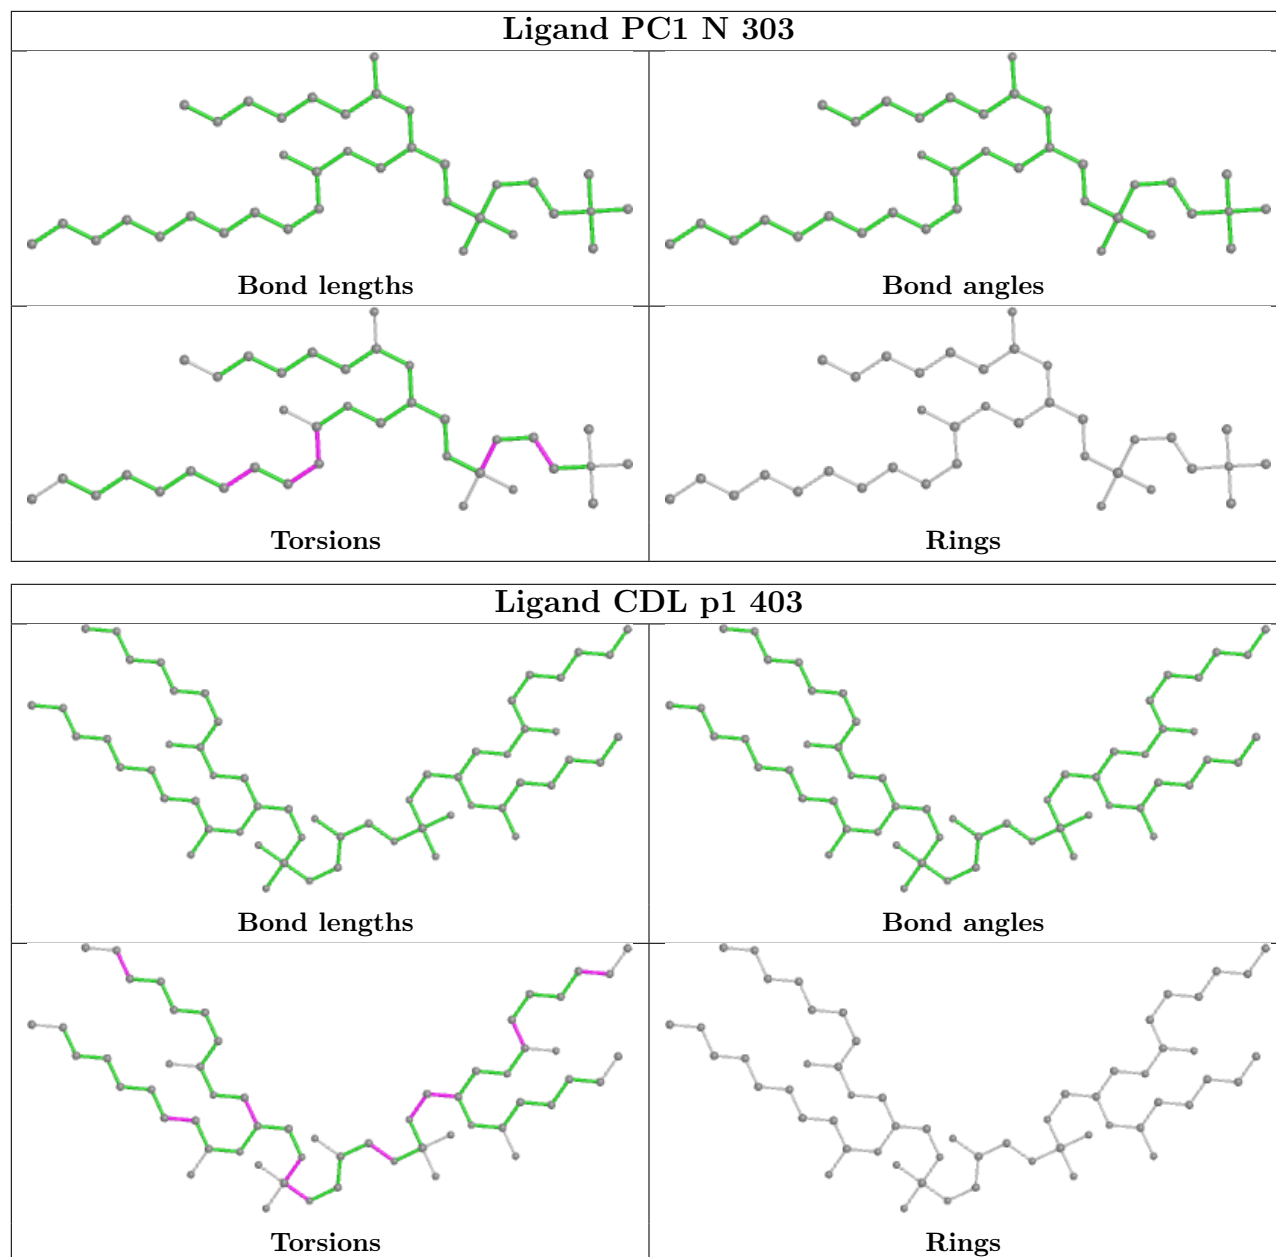 Ligand PC1 N 303
Bond lengths
Bond angles
Torsions
Rings
Ligand CDL p1 403
Bond lengths
Bond angles
Torsions
Rings